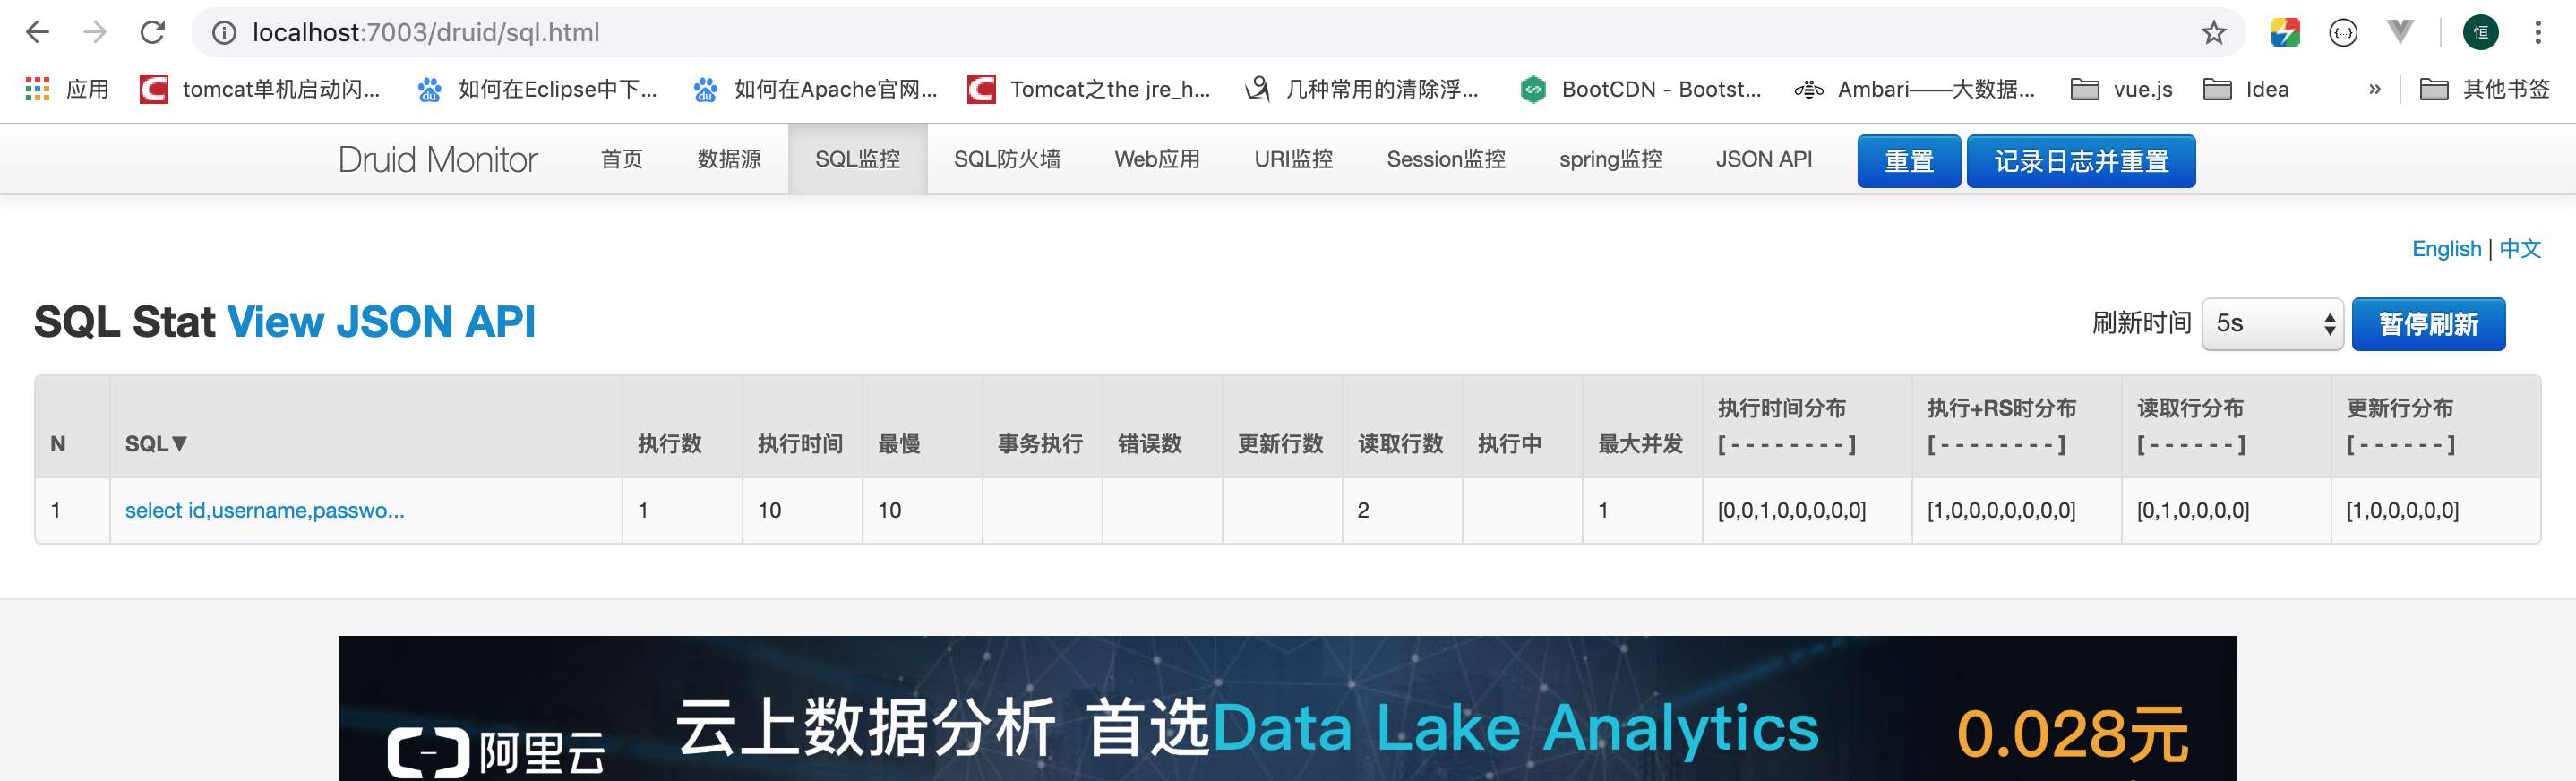 localhost:7003/druid/sql.html
恒
应用 tomcat单机启动闪... 如何在Eclipse中下... 如何在Apache官网... Tomcat之the jre_h... 几种常用的清除浮... BootCDN - Bootst... Ambari——大数据... vue.js Idea » 其他书签
Druid Monitor 首页 数据源 SQL监控 SQL防火墙 Web应用 URI监控 Session监控 spring监控 JSON API 重置 记录日志并重置
English | 中文
SQL Stat View JSON API 刷新时间 5s 暂停刷新
N SQL▼ 执行数 执行时间 最慢 事务执行 错误数 更新行数 读取行数 执行中 最大并发 执行时间分布 [ - - - - - - - - ] 执行+RS时分布 [ - - - - - - - - ] 读取行分布 [ - - - - - - ] 更新行分布 [ - - - - - - ]
1 select id,username,passwo... 1 10 10 2 1 [0,0,1,0,0,0,0,0] [1,0,0,0,0,0,0,0] [0,1,0,0,0,0] [1,0,0,0,0,0]
阿里云 云上数据分析 首选Data Lake Analytics 0.028元